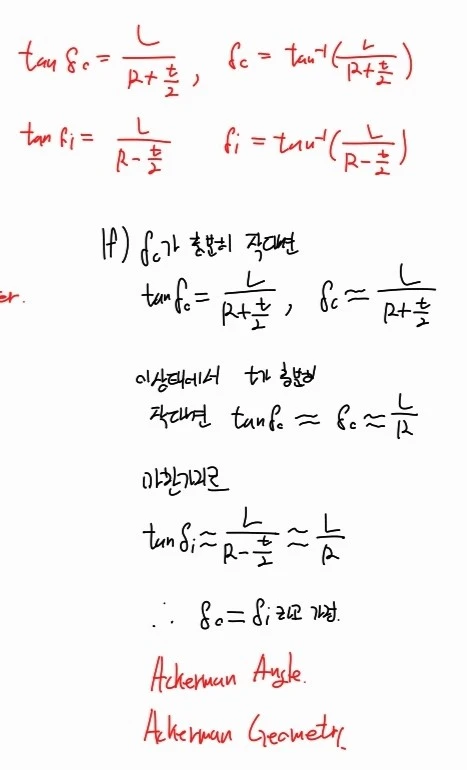 tan δo = L / (R + t/2), δo = tan⁻¹(L / (R + t/2))
tan δi = L / (R - t/2) δi = tan⁻¹(L / (R - t/2))
If) δo가 충분히 작다면
er.
tan δo = L / (R + t/2), δo ≈ L / (R + t/2)
이상태에서 t가 충분히
작다면 tan δo ≈ δo ≈ L / R
마찬가지로
tan δi ≈ L / (R - t/2) ≈ L / R
∴ δo = δi 라고 가정.
Ackerman Angle.
Ackerman Geometry